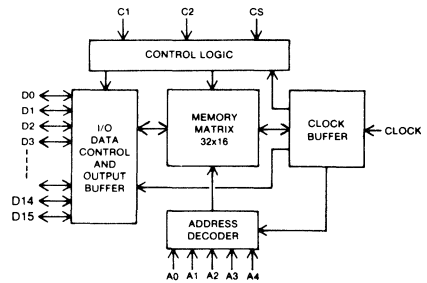 C1 C2 CS
CONTROL LOGIC
D0
D1
D2
D3
D14
D15
I/O
DATA
CONTROL
AND
OUTPUT
BUFFER
MEMORY
MATRIX
32x16
CLOCK
BUFFER
CLOCK
ADDRESS
DECODER
A0 A1 A2 A3 A4